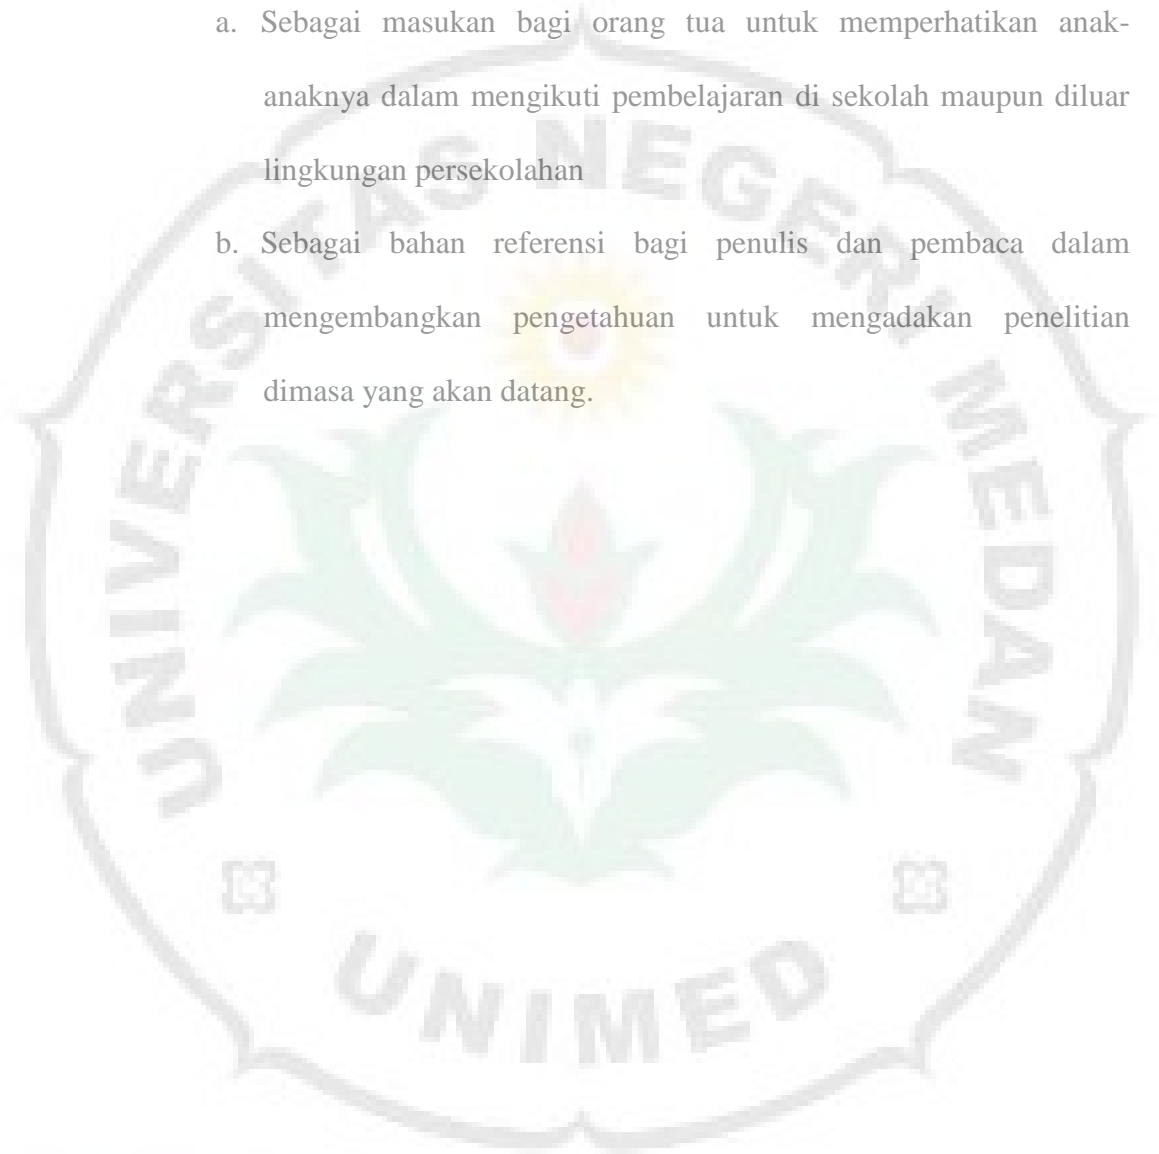 a. Sebagai masukan bagi orang tua untuk memperhatikan anak-
anaknya dalam mengikuti pembelajaran di sekolah maupun diluar
lingkungan persekolahan
b. Sebagai bahan referensi bagi penulis dan pembaca dalam
mengembangkan pengetahuan untuk mengadakan penelitian
dimasa yang akan datang.
UNIVERSITAS NEGERI MEDAN
UNIMED